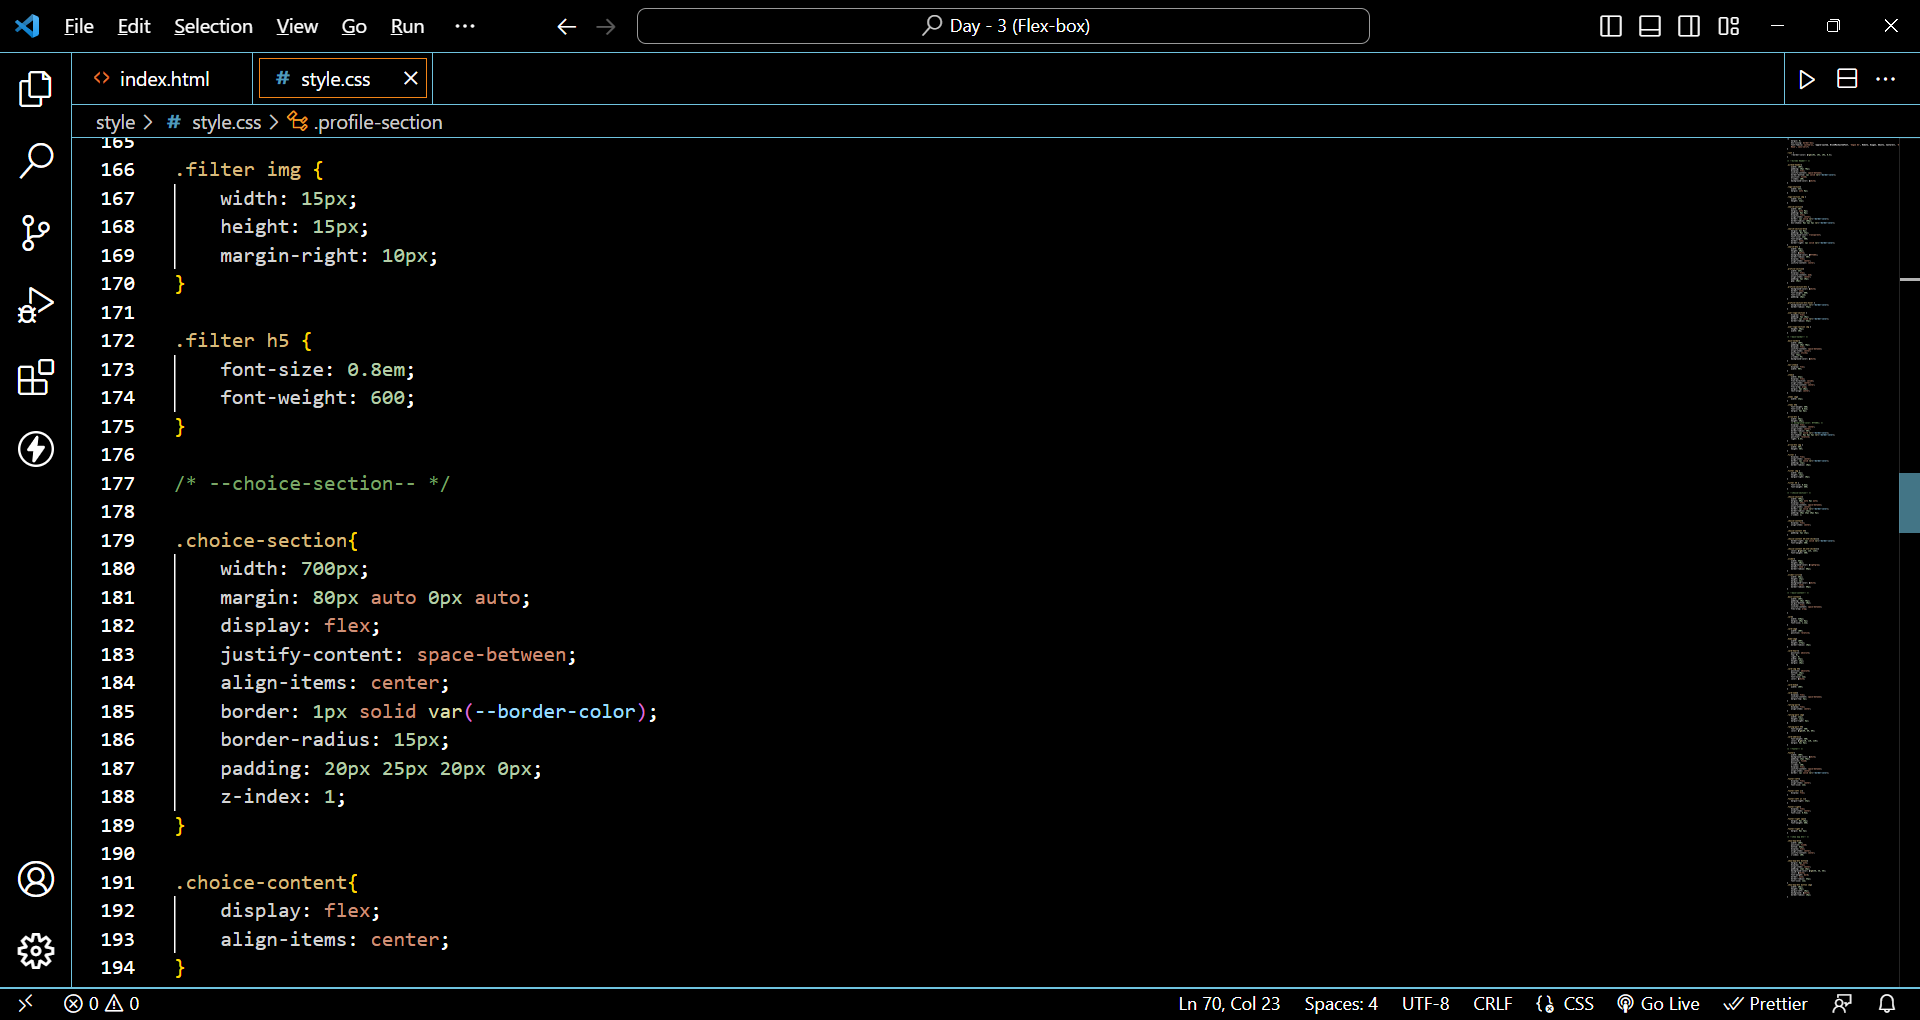 File Edit Selection View Go Run ··· Day - 3 (Flex-box)
index.html # style.css
style > # style.css > .profile-section
165
166 .filter img {
167 width: 15px;
168 height: 15px;
169 margin-right: 10px;
170 }
171
172 .filter h5 {
173 font-size: 0.8em;
174 font-weight: 600;
175 }
176
177 /* --choice-section-- */
178
179 .choice-section{
180 width: 700px;
181 margin: 80px auto 0px auto;
182 display: flex;
183 justify-content: space-between;
184 align-items: center;
185 border: 1px solid var(--border-color);
186 border-radius: 15px;
187 padding: 20px 25px 20px 0px;
188 z-index: 1;
189 }
190
191 .choice-content{
192 display: flex;
193 align-items: center;
194 }
0 0 Ln 70, Col 23 Spaces: 4 UTF-8 CRLF CSS Go Live Prettier